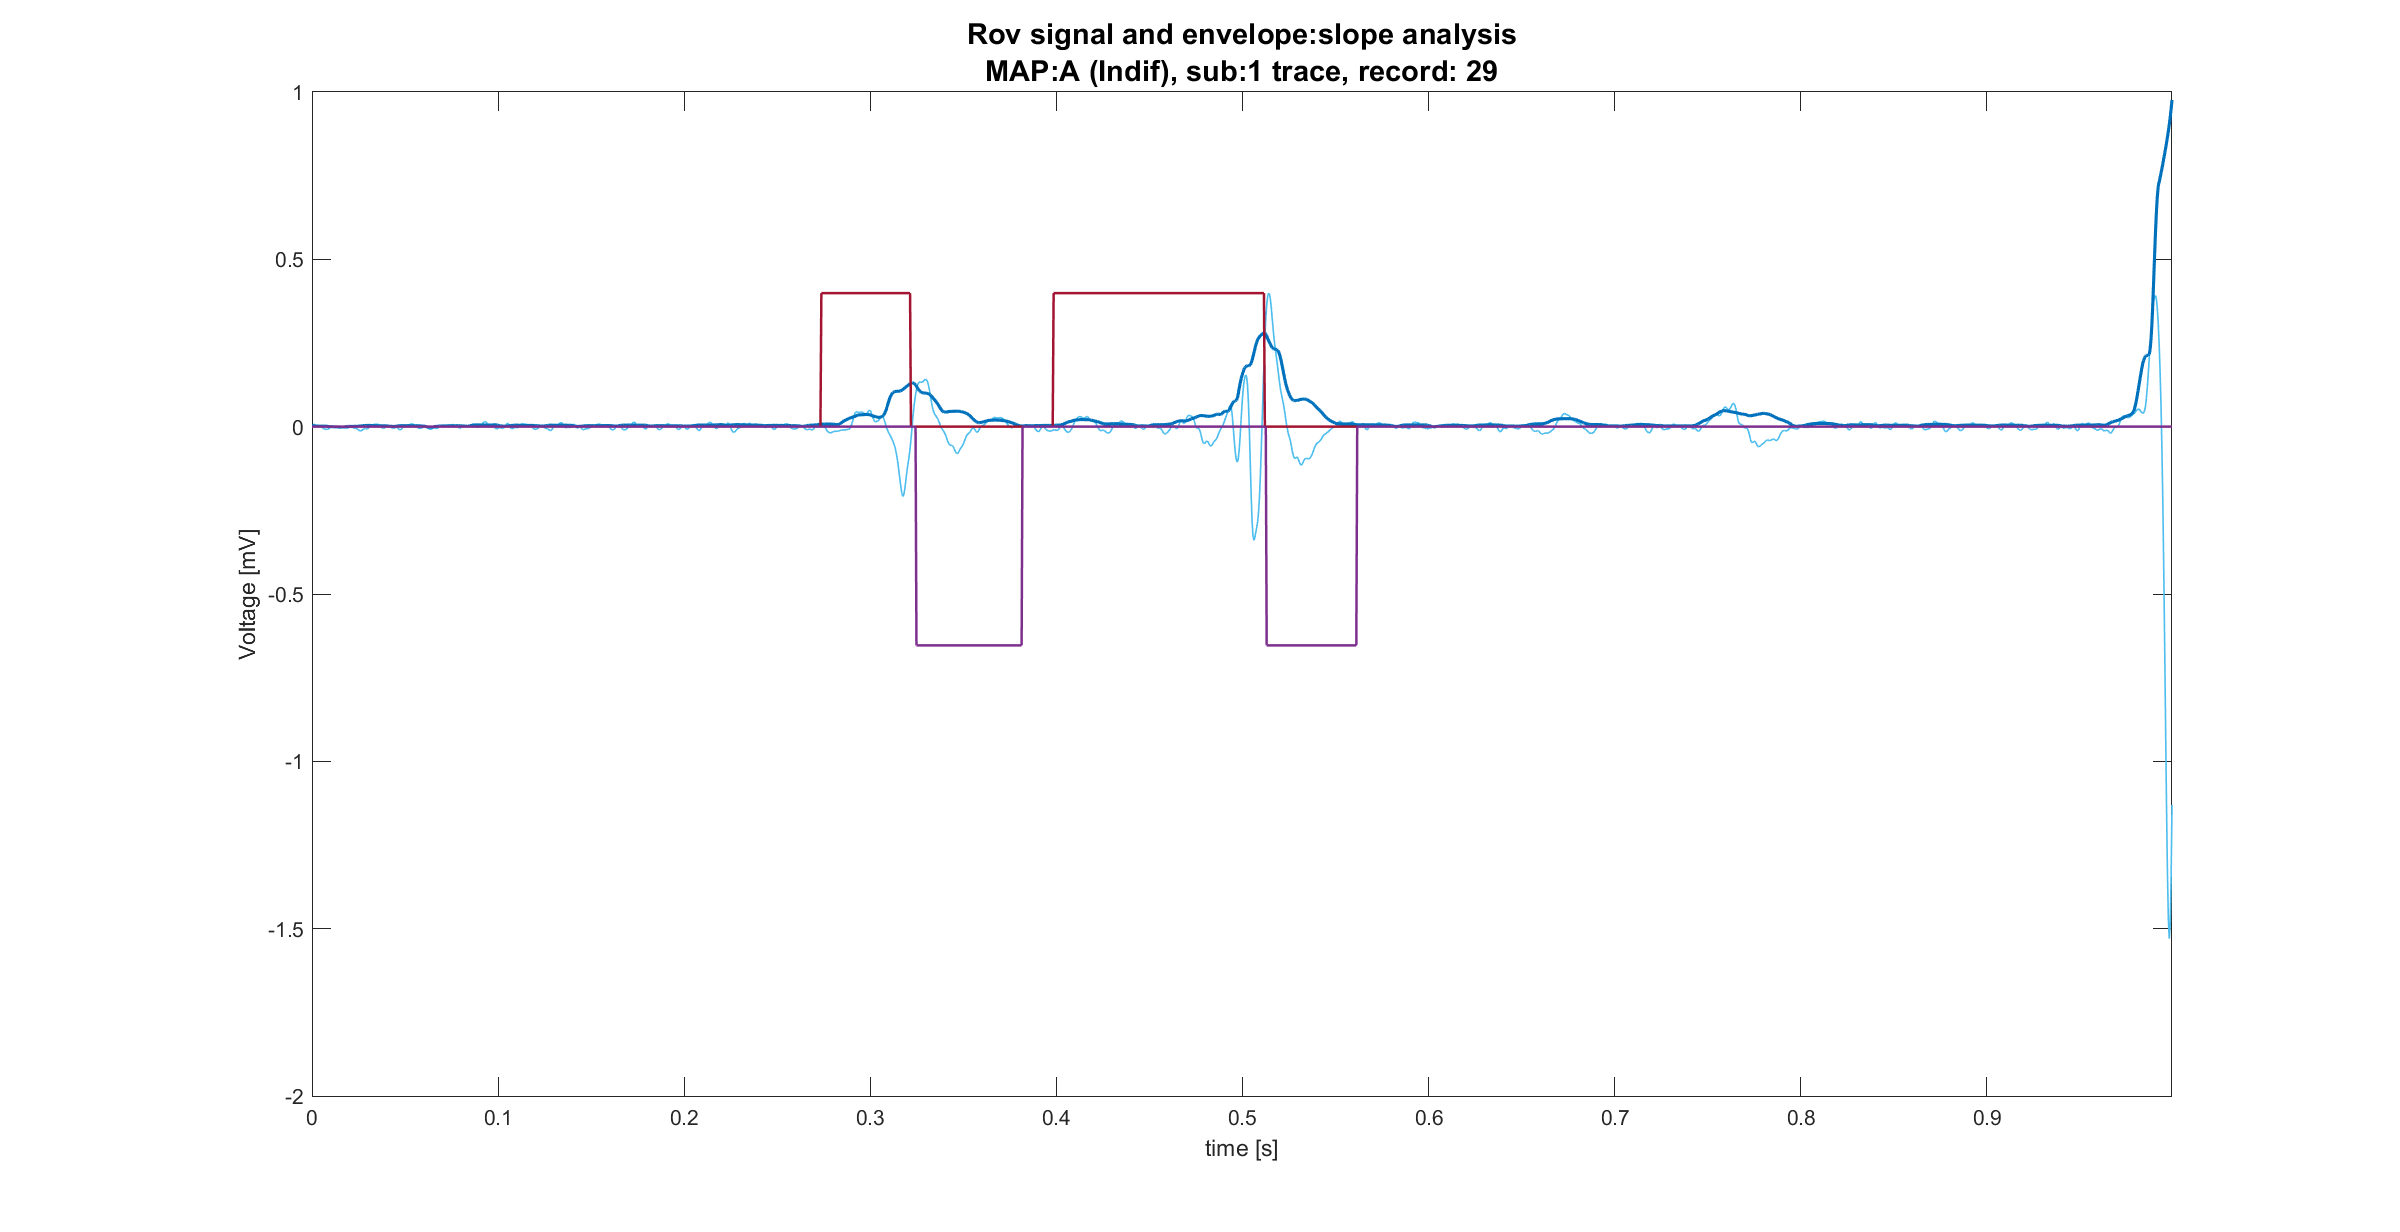 Rov signal and envelope:slope analysis
MAP:A (Indif), sub:1 trace, record: 29
1
0.5
0
-0.5
-1
-1.5
-2
Voltage [mV]
0 0.1 0.2 0.3 0.4 0.5 0.6 0.7 0.8 0.9
time [s]